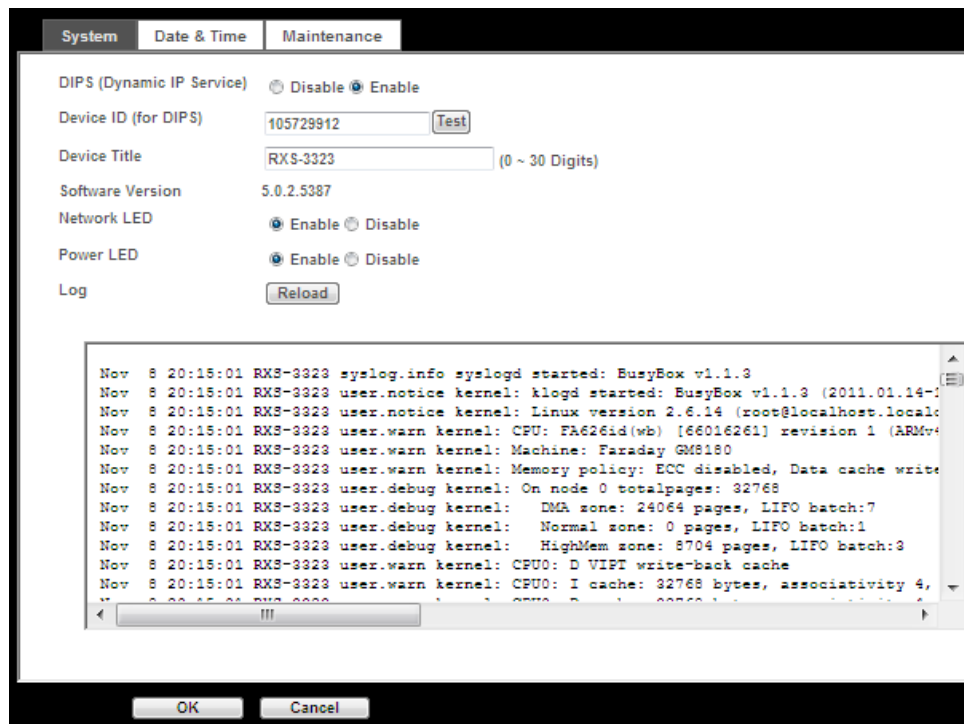 System Date & Time Maintenance
DIPS (Dynamic IP Service) Disable Enable
Device ID (for DIPS) 105729912 Test
Device Title RXS-3323 (0 ~ 30 Digits)
Software Version 5.0.2.5387
Network LED Enable Disable
Power LED Enable Disable
Log Reload
Nov 8 20:15:01 RXS-3323 syslog.info syslogd started: BusyBox v1.1.3
Nov 8 20:15:01 RXS-3323 user.notice kernel: klogd started: BusyBox v1.1.3 (2011.01.14-
Nov 8 20:15:01 RXS-3323 user.notice kernel: Linux version 2.6.14 (root@localhost.localc
Nov 8 20:15:01 RXS-3323 user.warn kernel: CPU: FA626id(wb) [66016261] revision 1 (ARMv
Nov 8 20:15:01 RXS-3323 user.warn kernel: Machine: Faraday GM8180
Nov 8 20:15:01 RXS-3323 user.warn kernel: Memory policy: ECC disabled, Data cache write
Nov 8 20:15:01 RXS-3323 user.debug kernel: On node 0 totalpages: 32768
Nov 8 20:15:01 RXS-3323 user.debug kernel: DMA zone: 24064 pages, LIFO batch:7
Nov 8 20:15:01 RXS-3323 user.debug kernel: Normal zone: 0 pages, LIFO batch:1
Nov 8 20:15:01 RXS-3323 user.debug kernel: HighMem zone: 8704 pages, LIFO batch:3
Nov 8 20:15:01 RXS-3323 user.warn kernel: CPU0: D VIPT write-back cache
Nov 8 20:15:01 RXS-3323 user.warn kernel: CPU0: I cache: 32768 bytes, associativity 4,
OK Cancel